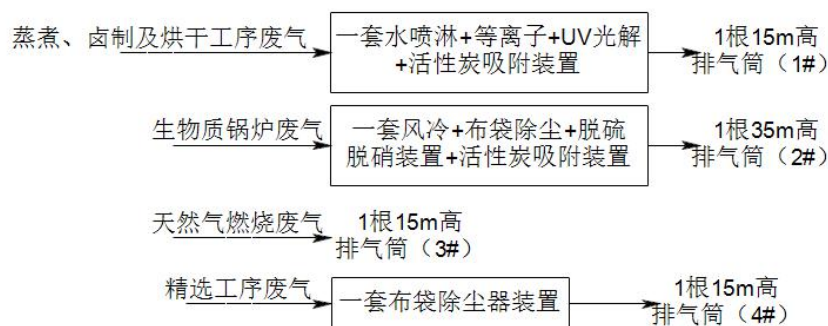 蒸煮、卤制及烘干工序废气
一套水喷淋+等离子+UV光解
+活性炭吸附装置
1根15m高
排气筒（1#）
生物质锅炉废气
一套风冷+布袋除尘+脱硫
脱硝装置+活性炭吸附装置
1根35m高
排气筒（2#）
天然气燃烧废气
1根15m高
排气筒（3#）
精选工序废气
一套布袋除尘器装置
1根15m高
排气筒（4#）